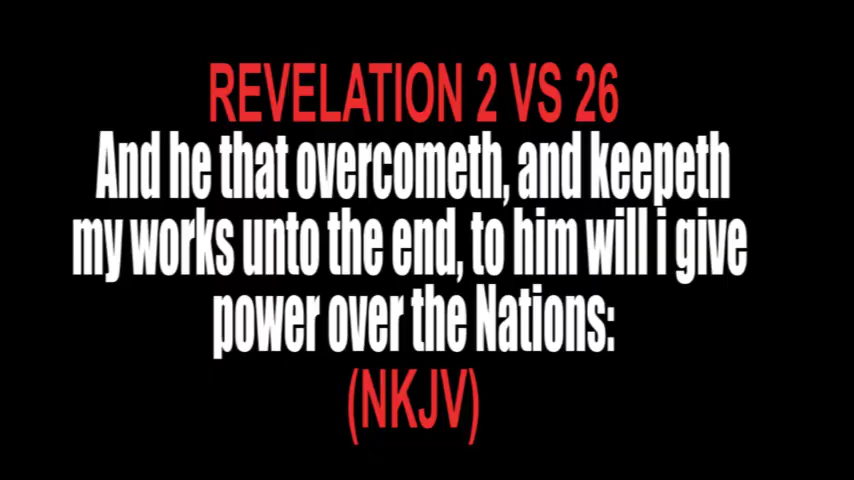 REVELATION 2 VS 26
And he that overcometh, and keepeth
my works unto the end, to him will i give
power over the Nations:
(NKJV)